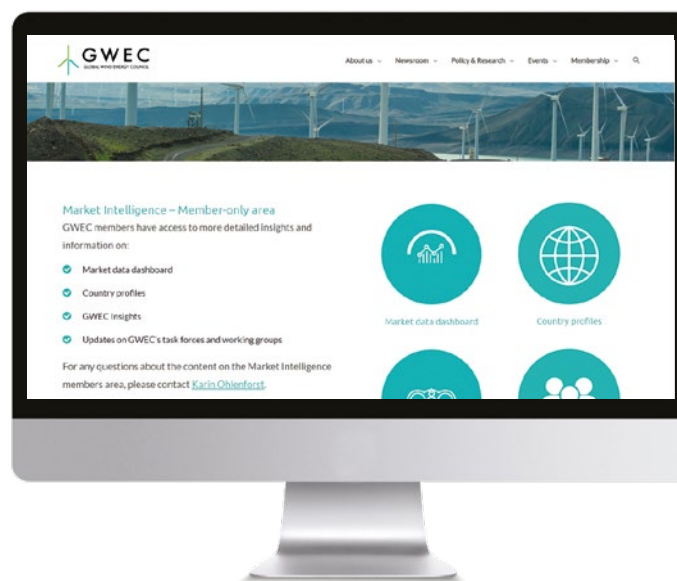 GWEC
GLOBAL WIND ENERGY COUNCIL
About us
Newsroom
Policy & Research
Events
Membership
Market Intelligence – Member-only area
GWEC members have access to more detailed insights and
information on:
Market data dashboard
Country profiles
GWEC Insights
Updates on GWEC's task forces and working groups
For any questions about the content on the Market Intelligence
members area, please contact Karin Ohlenforst.
Market data dashboard
Country profiles